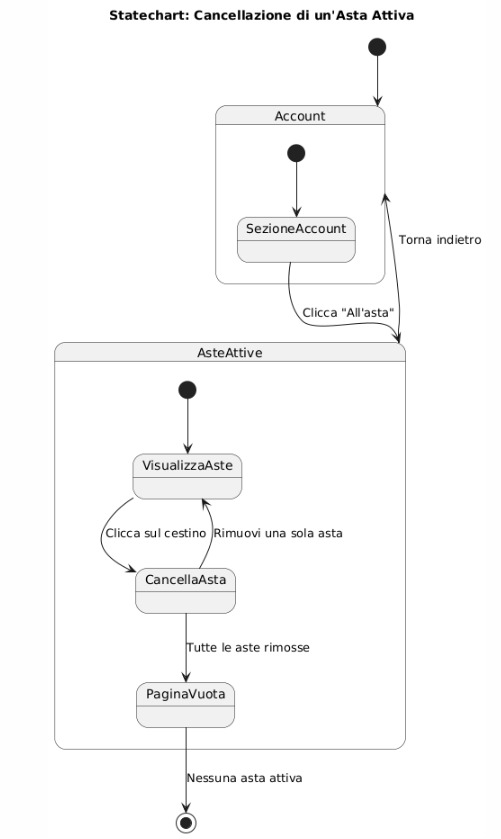 Statechart: Cancellazione di un'Asta Attiva
Account
SezioneAccount
Torna indietro
Clicca "All'asta"
AsteAttive
VisualizzaAste
Clicca sul cestino
Rimuovi una sola asta
CancellaAsta
Tutte le aste rimosse
PaginaVuota
Nessuna asta attiva